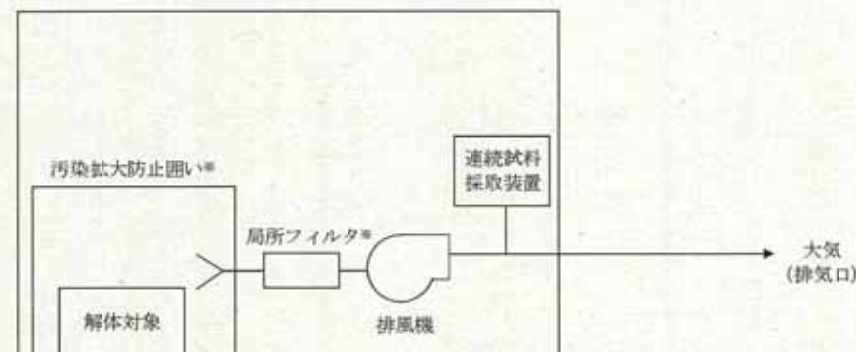 連続試料
採取装置
汚染拡大防止囲い※
局所フィルタ※
大気
(排気口)
解体対象
排風機